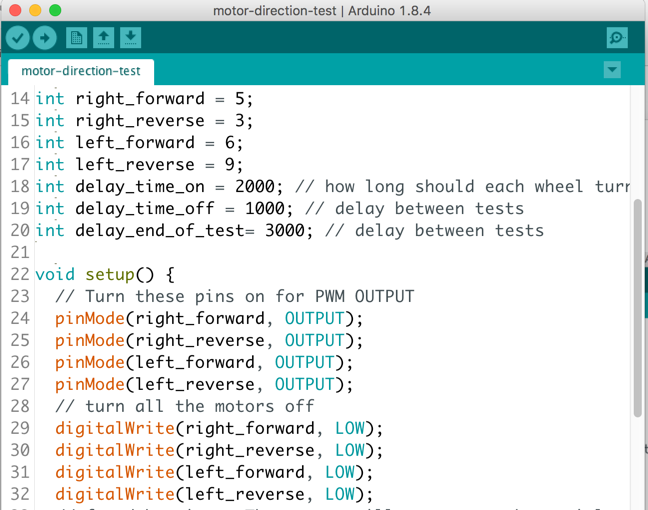 motor-direction-test | Arduino 1.8.4
motor-direction-test
14 int right_forward = 5;
15 int right_reverse = 3;
16 int left_forward = 6;
17 int left_reverse = 9;
18 int delay_time_on = 2000; // how long should each wheel turn
19 int delay_time_off = 1000; // delay between tests
20 int delay_end_of_test= 3000; // delay between tests
21
22 void setup() {
23 // Turn these pins on for PWM OUTPUT
24 pinMode(right_forward, OUTPUT);
25 pinMode(right_reverse, OUTPUT);
26 pinMode(left_forward, OUTPUT);
27 pinMode(left_reverse, OUTPUT);
28 // turn all the motors off
29 digitalWrite(right_forward, LOW);
30 digitalWrite(right_reverse, LOW);
31 digitalWrite(left_forward, LOW);
32 digitalWrite(left_reverse, LOW);